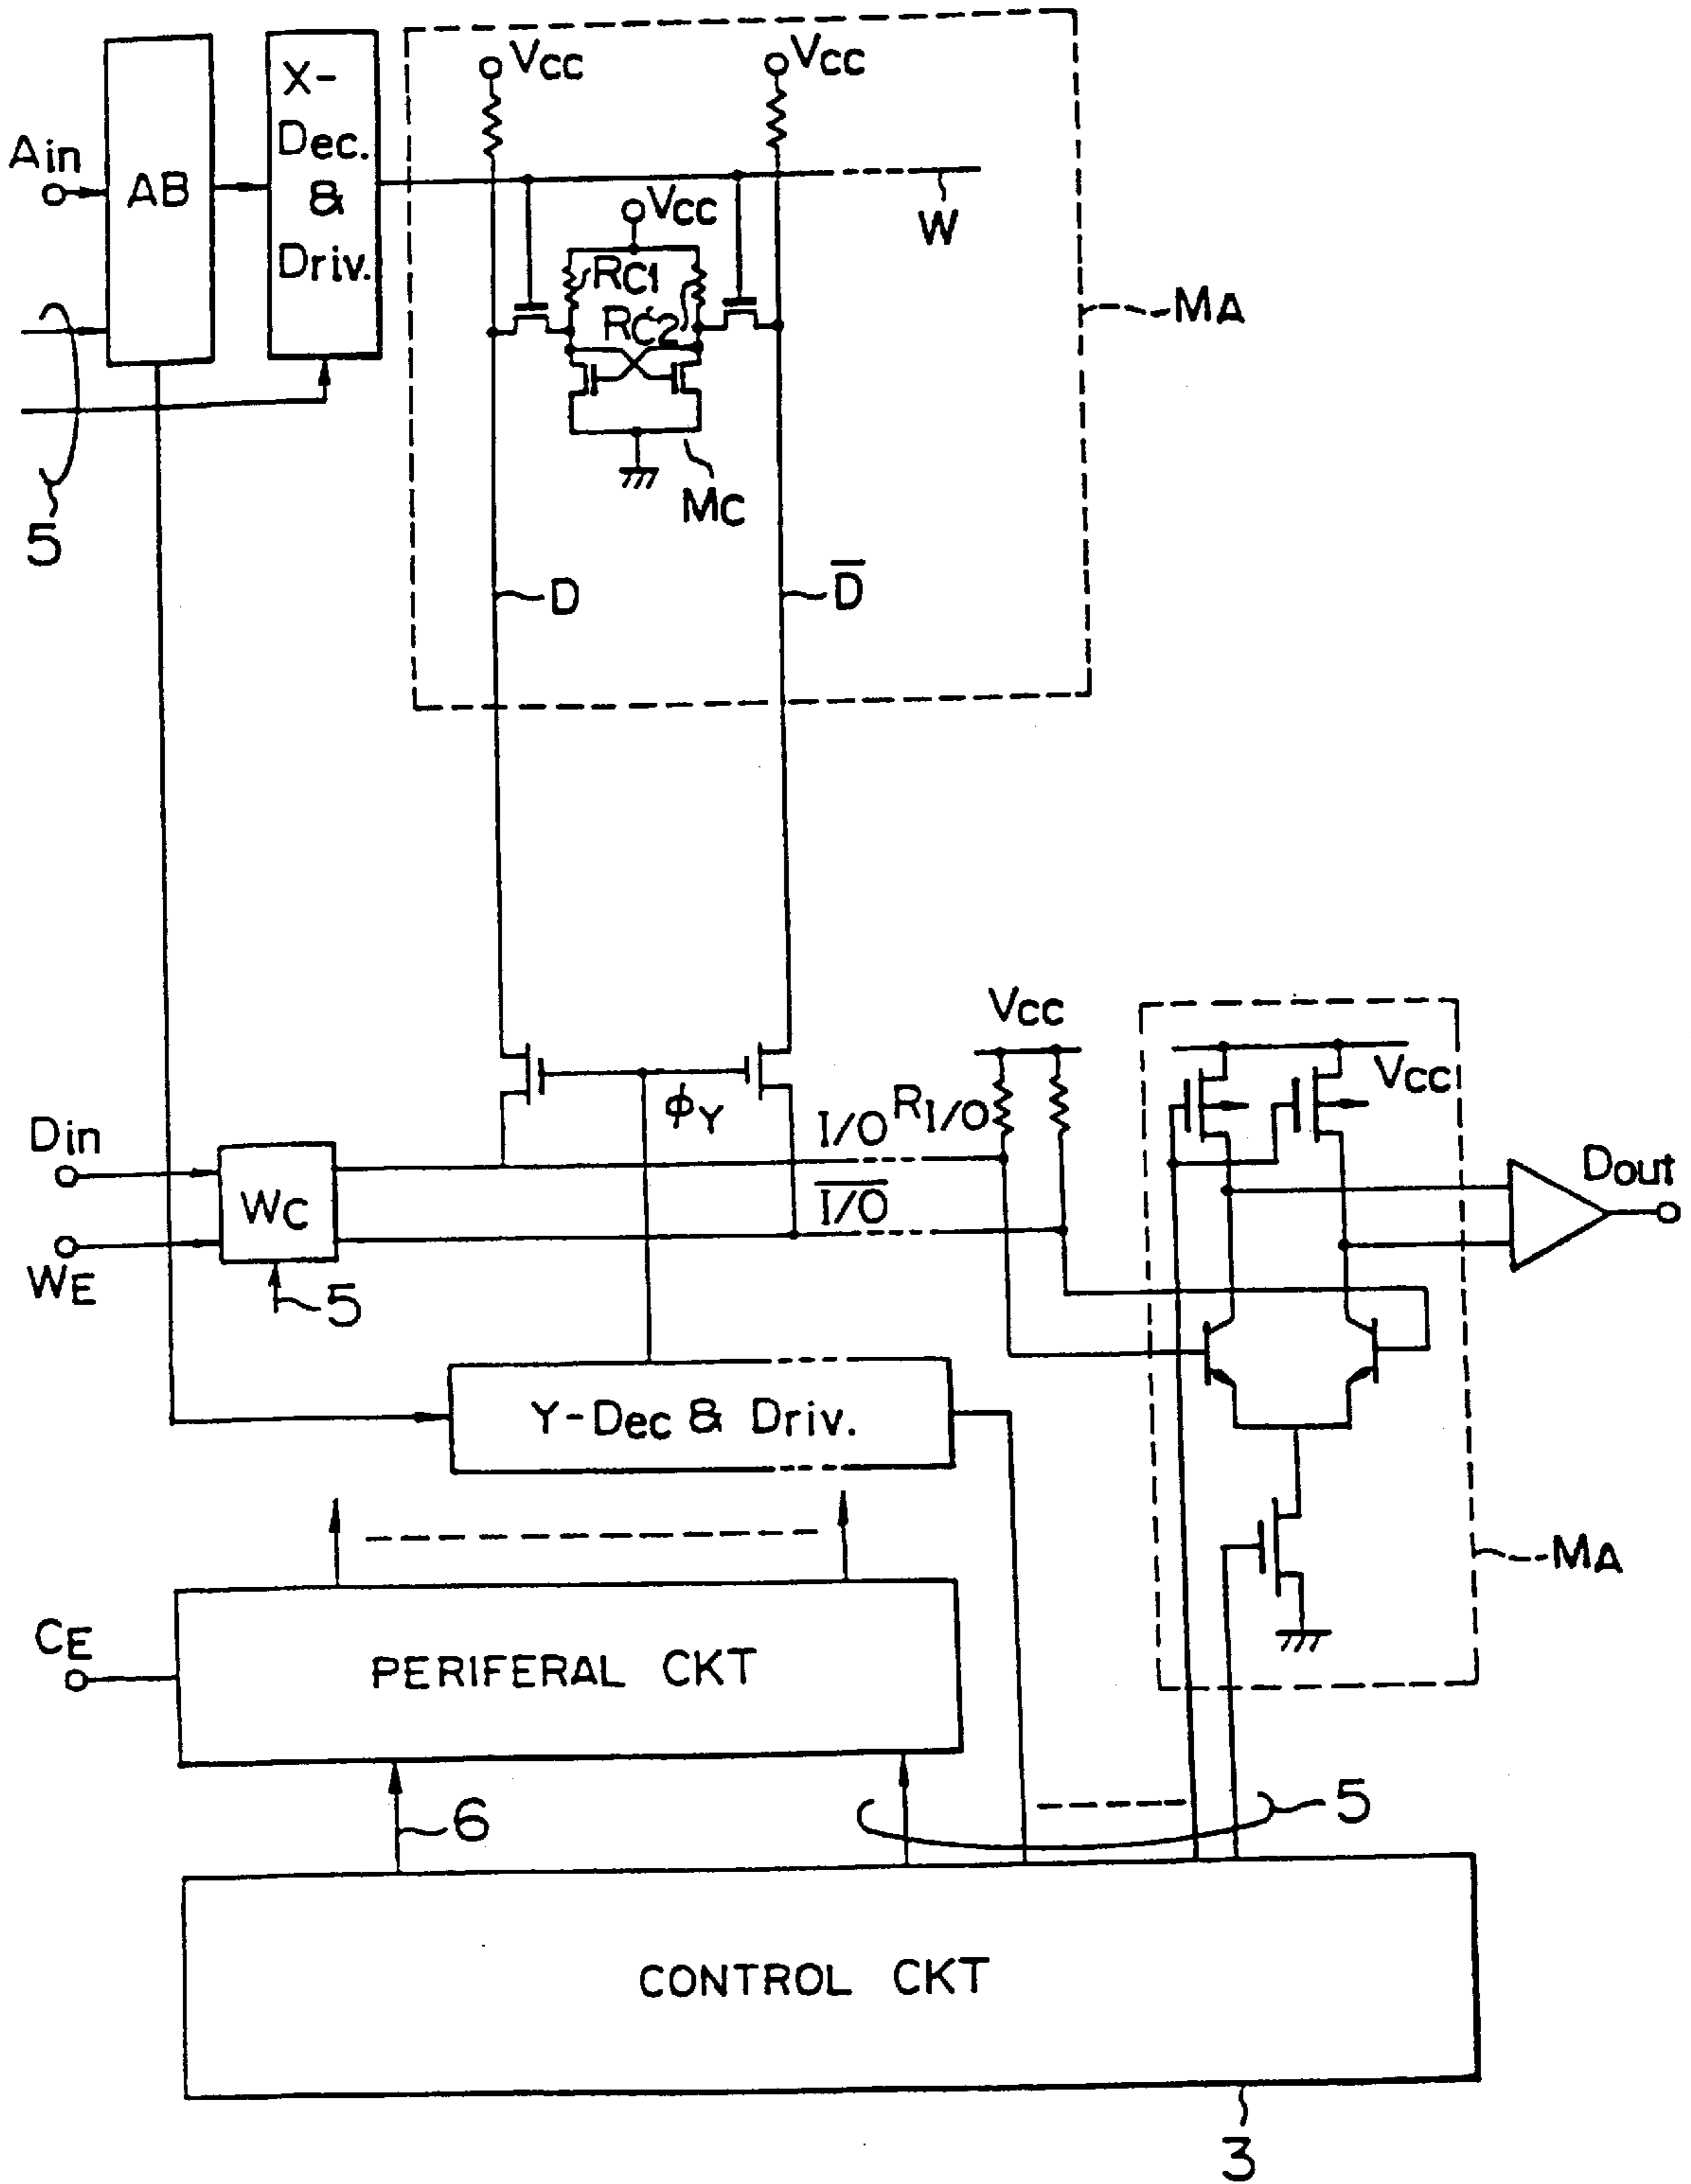 Ain
AB
X-
Dec.
&
Driv.
Vcc
Vcc
Vcc
W
RC1
RC2
MA
MC
5
D
D̅
ϕY
Din
WE
WC
5
I/O
I̅/̅O̅
RI/O
Vcc
Vcc
Dout
Y-Dec & Driv.
MA
CE
PERIFERAL CKT
6
5
CONTROL CKT
3